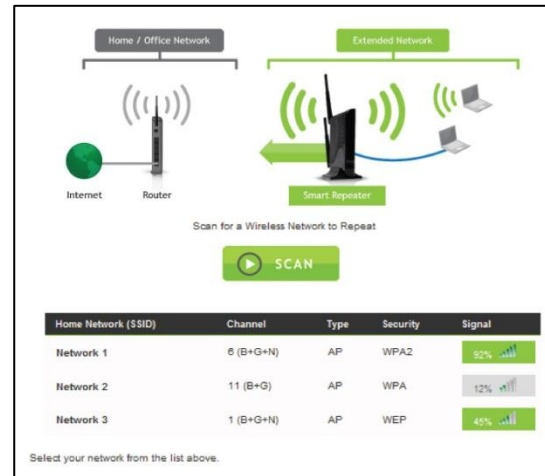 Home / Office Network
Extended Network
Internet
Router
Smart Repeater
Scan for a Wireless Network to Repeat
SCAN
Home Network (SSID) Channel Type Security Signal
Network 1 6 (B+G+N) AP WPA2 92%
Network 2 11 (B+G) AP WPA 12%
Network 3 1 (B+G+N) AP WEP 45%
Select your network from the list above.